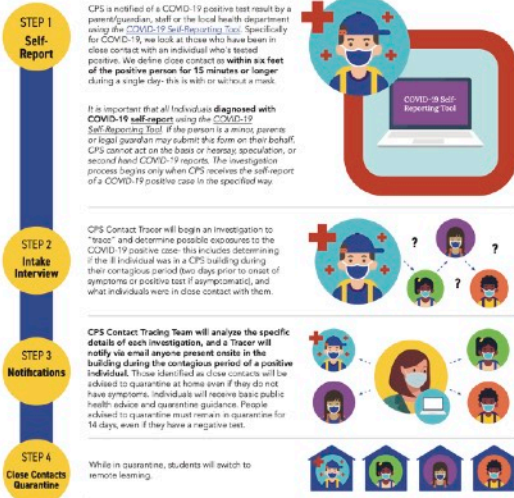 STEP 1
Self-
Report
CPS is notified of a COVID-19 positive test result by a
parent/guardian, staff or the local health department
using the COVID-19 Self-Reporting Tool. Specifically
for COVID-19, we look at those who have been in
close contact with an individual who's tested
positive. We define close contact as within six feet
of the positive person for 15 minutes or longer
during a single day- this is with or without a mask.
It is important that all Individuals diagnosed with
COVID-19 self-report using the COVID-19
Self-Reporting Tool. If the person is a minor, parents
or legal guardian may submit this form on their behalf.
CPS cannot act on the basis or hearsay, speculation, or
second hand COVID-19 reports. The investigation
process begins only when CPS receives the self-report
of a COVID-19 positive case in the specified way.
COVID-19 Self-
Reporting Tool
STEP 2
Intake
Interview
CPS Contact Tracer will begin an investigation to
"trace" and determine possible exposures to the
COVID-19 positive case- this includes determining
if the ill individual was in a CPS building during
their contagious period (two days prior to onset of
symptoms or positive test if asymptomatic), and
what individuals were in close contact with them.
?
?
?
STEP 3
Notifications
CPS Contact Tracing Team will analyze the specific
details of each investigation, and a Tracer will
notify via email anyone present onsite in the
building during the contagious period of a positive
individual. Those identified as close contacts will be
advised to quarantine at home even if they do not
have symptoms. Individuals will receive basic public
health advice and quarantine guidance. People
advised to quarantine must remain in quarantine for
14 days, even if they have a negative test.
STEP 4
Close Contacts
Quarantine
While in quarantine, students will switch to
remote learning.